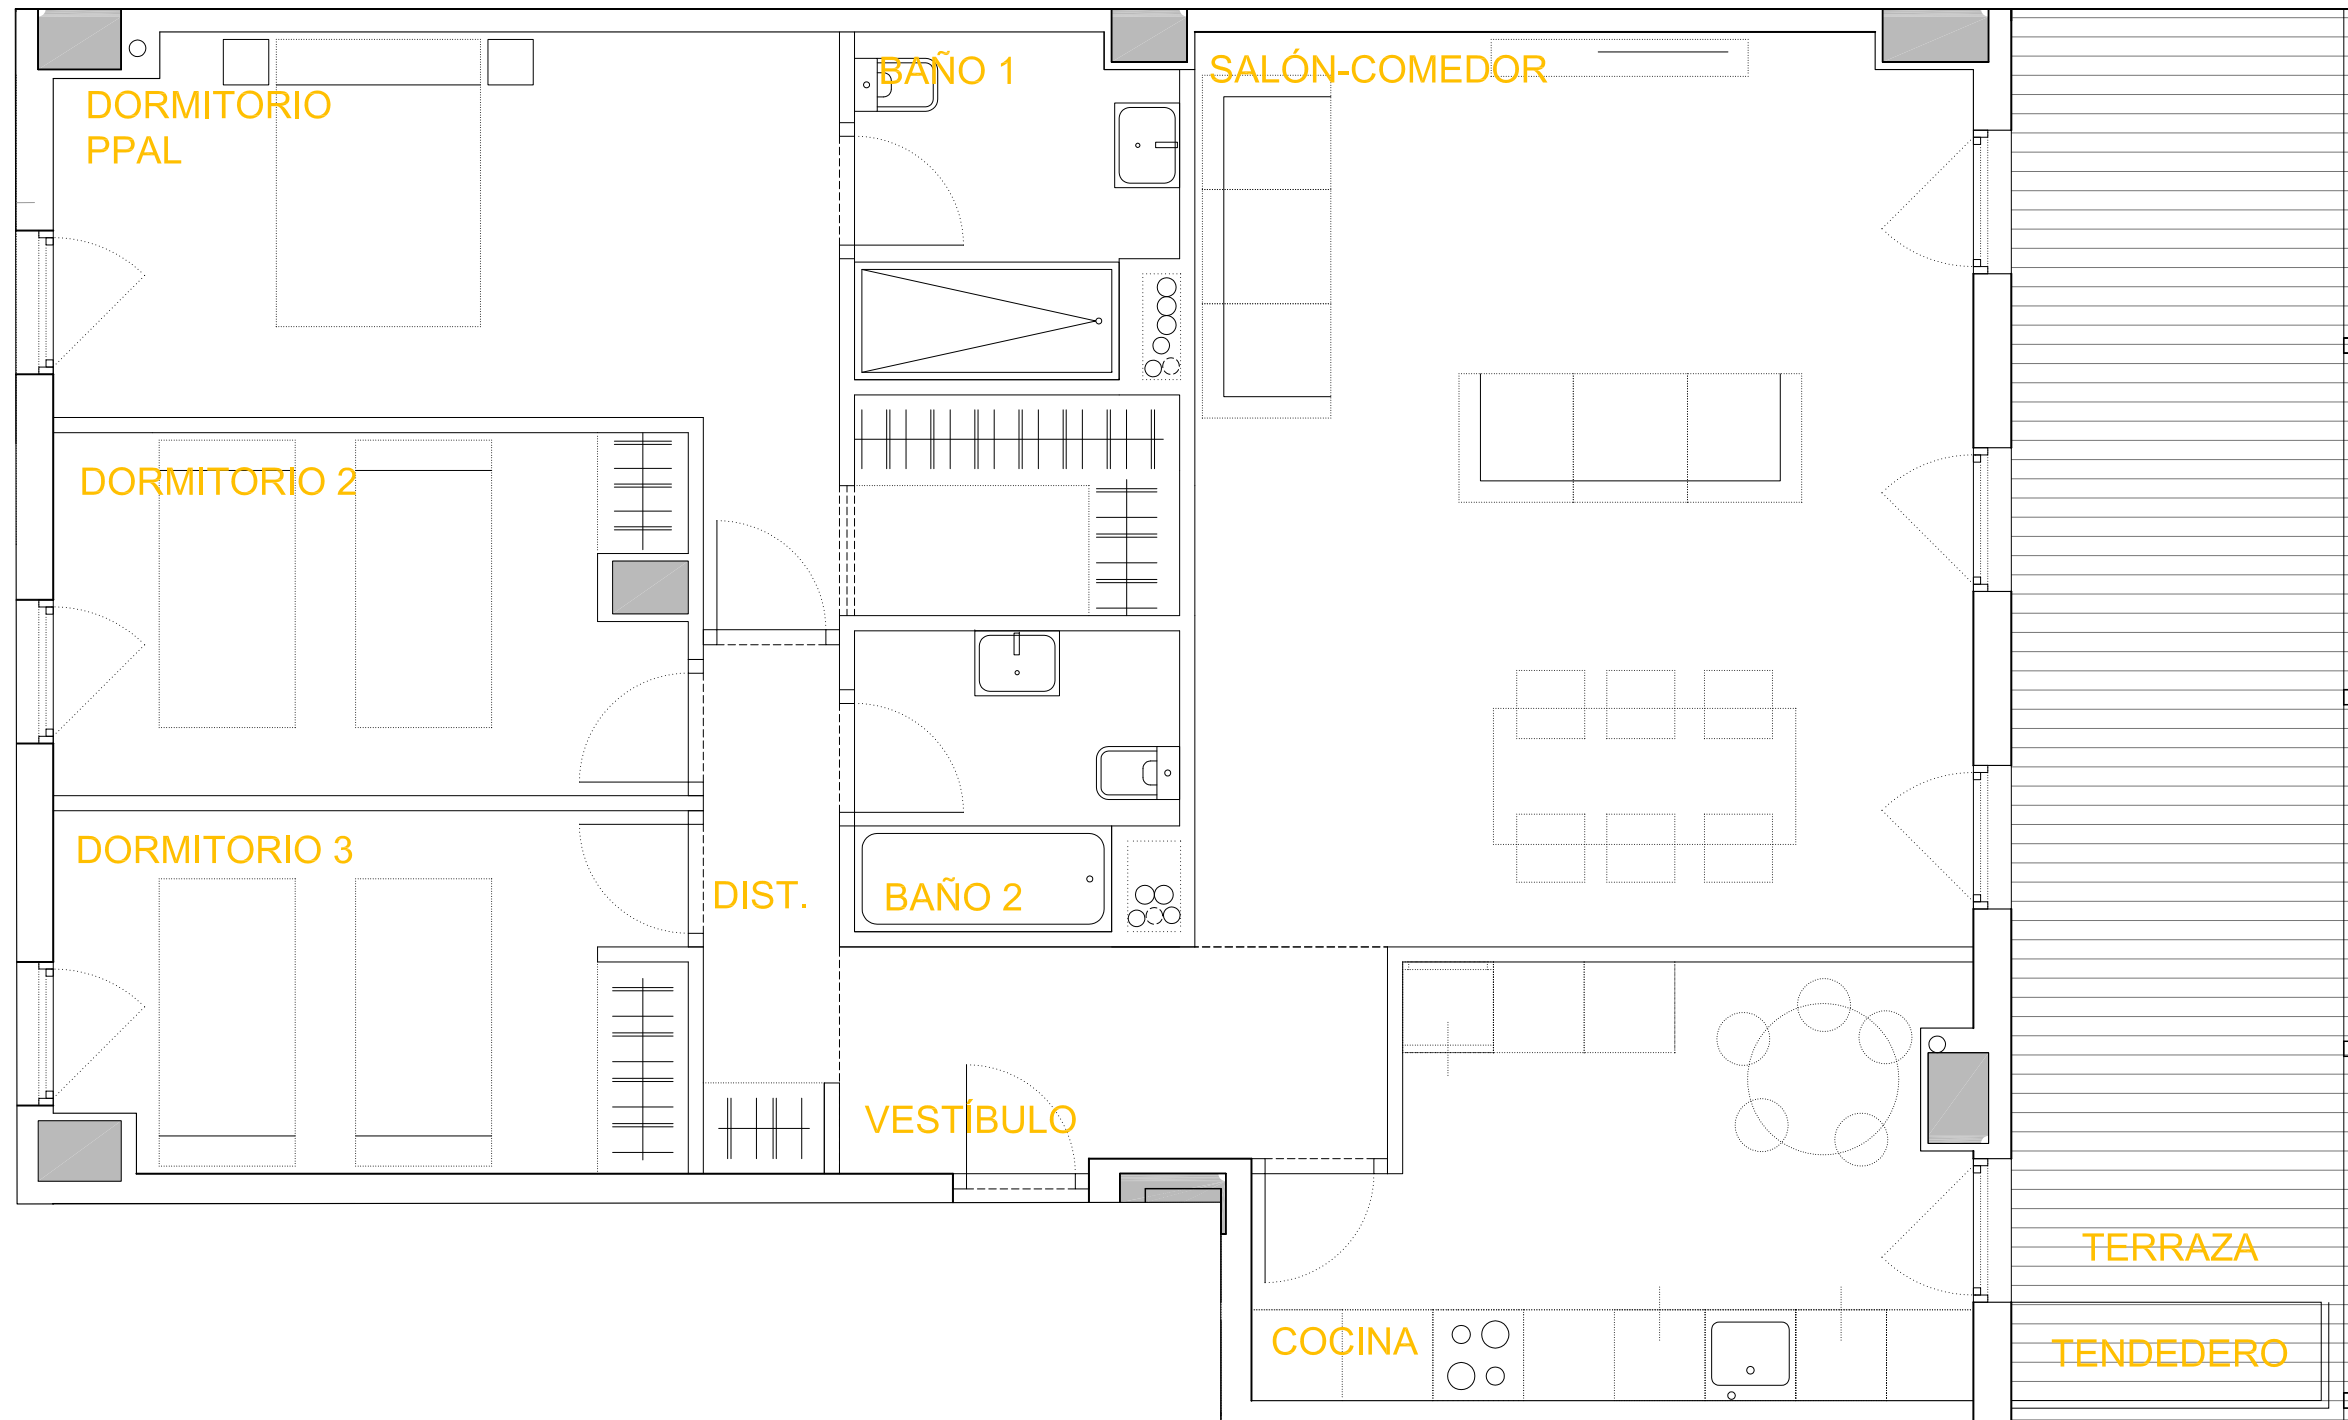 BAÑO 1
SALÓN-COMEDOR
DORMITORIO
PPAL
DORMITORIO 2
DORMITORIO 3
DIST.
BAÑO 2
VESTÍBULO
TERRAZA
COCINA
TENDEDERO